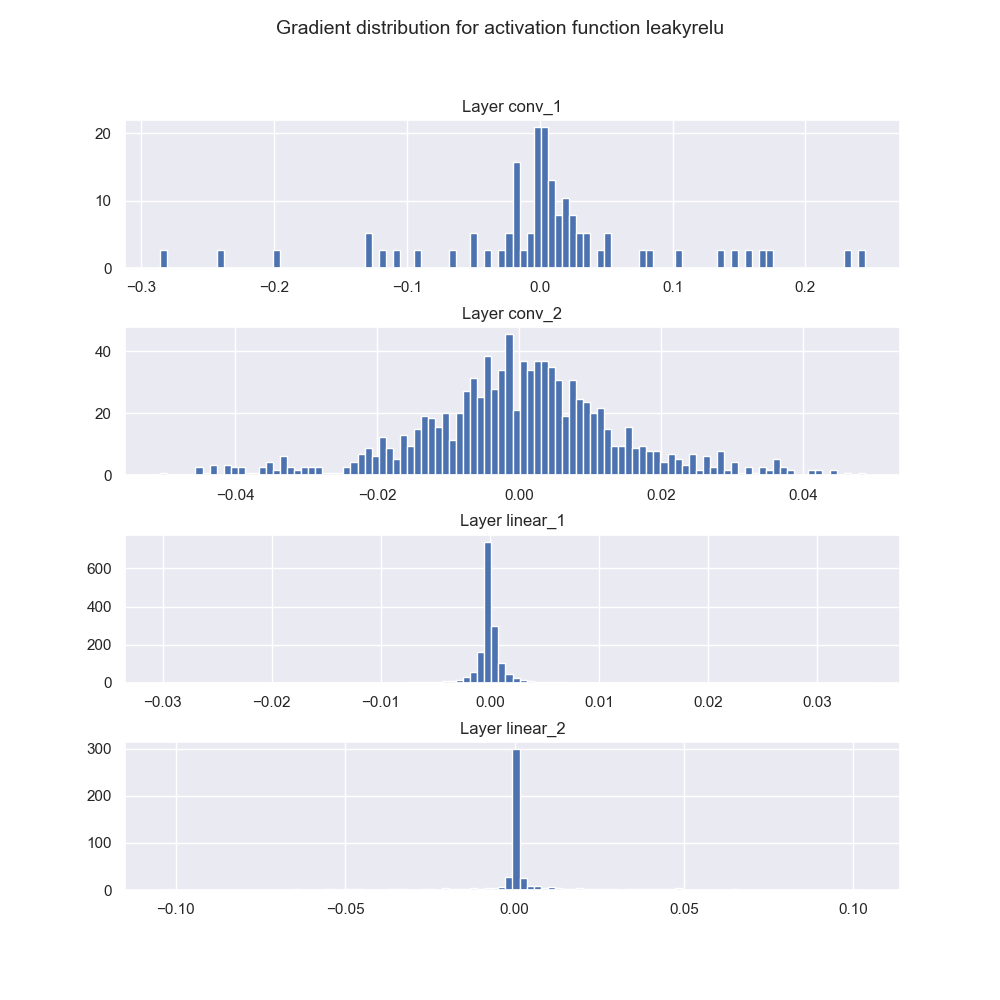 Gradient distribution for activation function leakyrelu
Layer conv_1
20
10
0
−0.3 −0.2 −0.1 0.0 0.1 0.2
Layer conv_2
40
20
0
−0.04 −0.02 0.00 0.02 0.04
Layer linear_1
600
400
200
0
−0.03 −0.02 −0.01 0.00 0.01 0.02 0.03
Layer linear_2
300
200
100
0
−0.10 −0.05 0.00 0.05 0.10